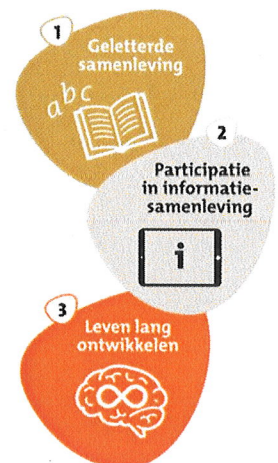 1
Geletterde
samenleving
abc
2
Participatie
in informatie-
samenleving
i
3
Leven lang
ontwikkelen